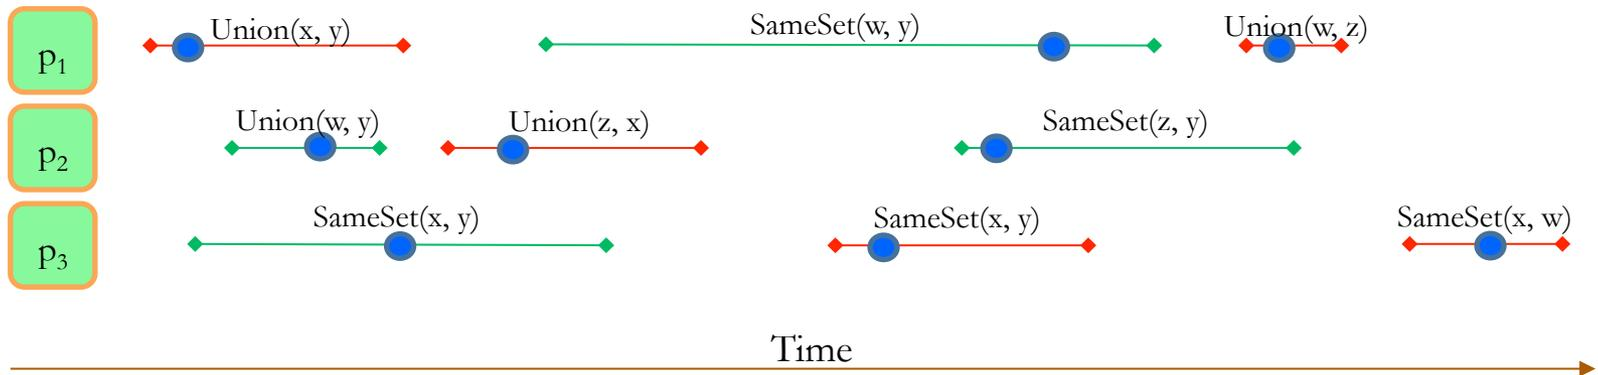 p₁ Union(x, y) SameSet(w, y) Union(w, z)
p₂ Union(w, y) Union(z, x) SameSet(z, y)
p₃ SameSet(x, y) SameSet(x, y) SameSet(x, w)
Time